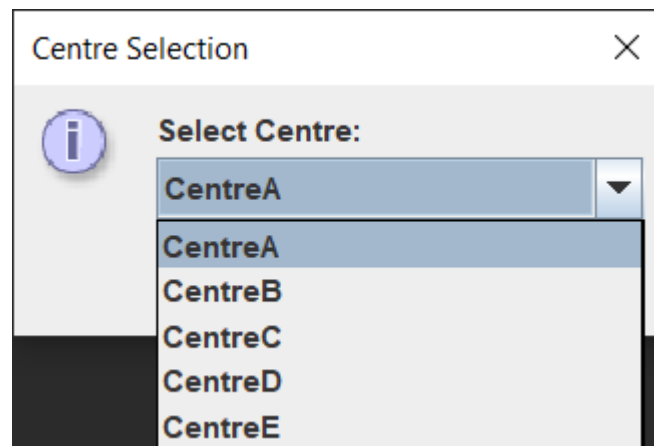 Centre Selection
Select Centre:
CentreA
CentreA
CentreB
CentreC
CentreD
CentreE